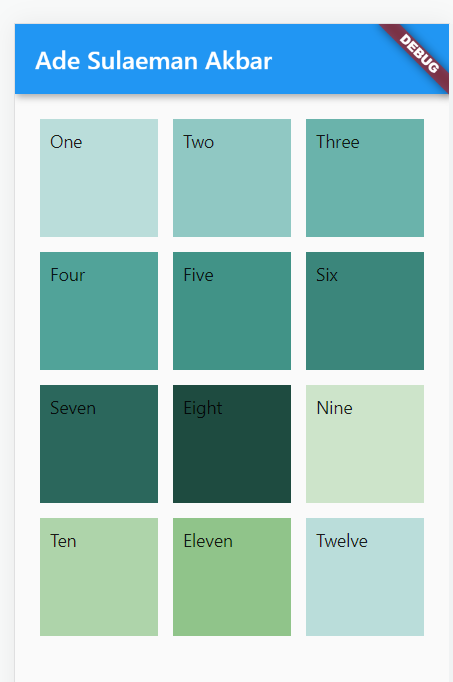 Ade Sulaeman Akbar
DEBUG
One
Two
Three
Four
Five
Six
Seven
Eight
Nine
Ten
Eleven
Twelve